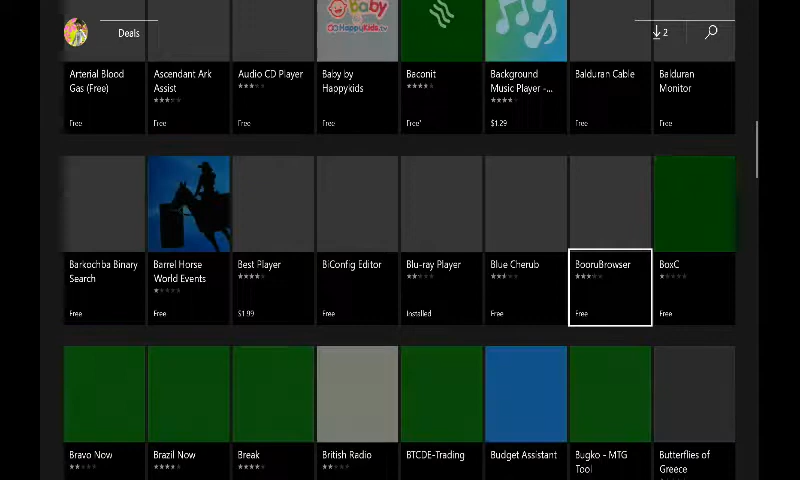 Deals
2
baby
HappyKids.tv
Arterial Blood
Gas (Free)
Free
Ascendant Ark
Assist
Free
Audio CD Player
Free
Baby by
Happykids
Free
Baconit
Free⁺
Background
Music Player -...
$1.29
Balduran Cable
Free
Balduran
Monitor
Free
Barkochba Binary
Search
Free
Barrel Horse
World Events
Free
Best Player
$1.99
BiConfig Editor
Free
Blu-ray Player
Installed
Blue Cherub
Free
BooruBrowser
Free
BoxC
Free
Bravo Now
Brazil Now
Break
British Radio
BTCDE-Trading
Budget Assistant
Bugko - MTG
Tool
Butterflies of
Greece